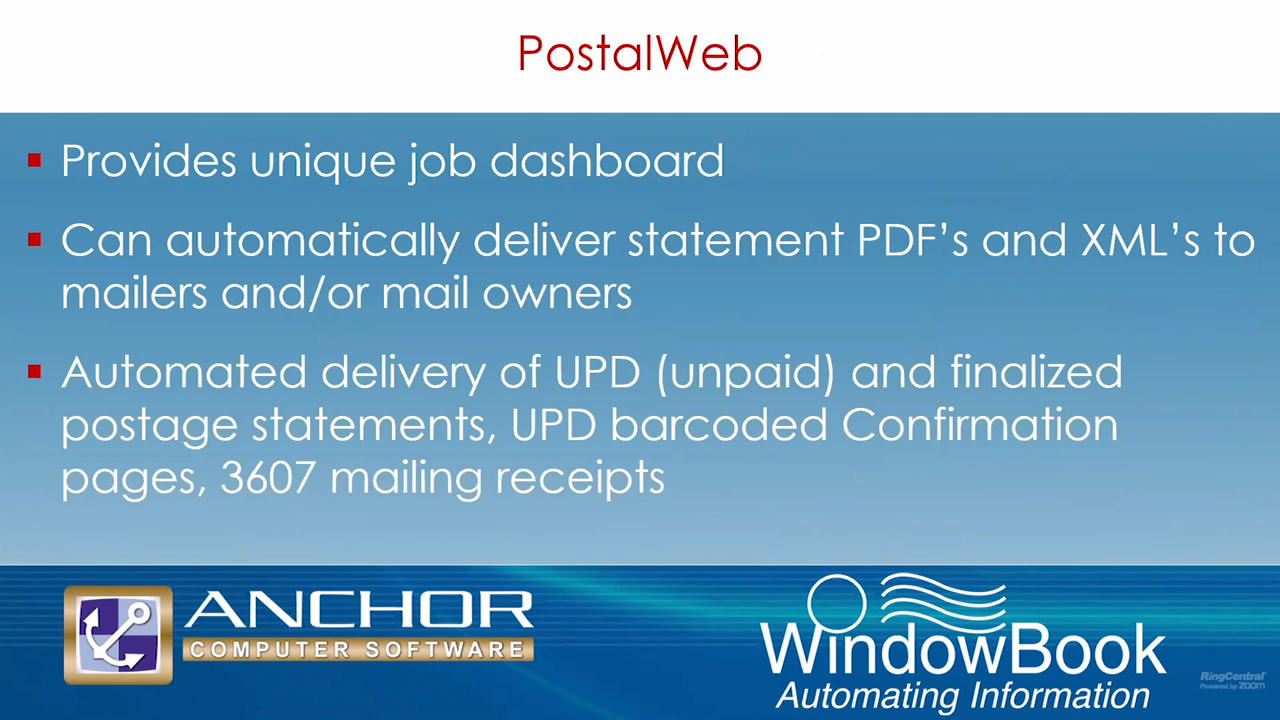 PostalWeb
Provides unique job dashboard
Can automatically deliver statement PDF's and XML's to
mailers and/or mail owners
Automated delivery of UPD (unpaid) and finalized
postage statements, UPD barcoded Confirmation
pages, 3607 mailing receipts
ANCHOR
COMPUTER SOFTWARE
WindowBook
Automating Information
RingCentral
Powered by zoom